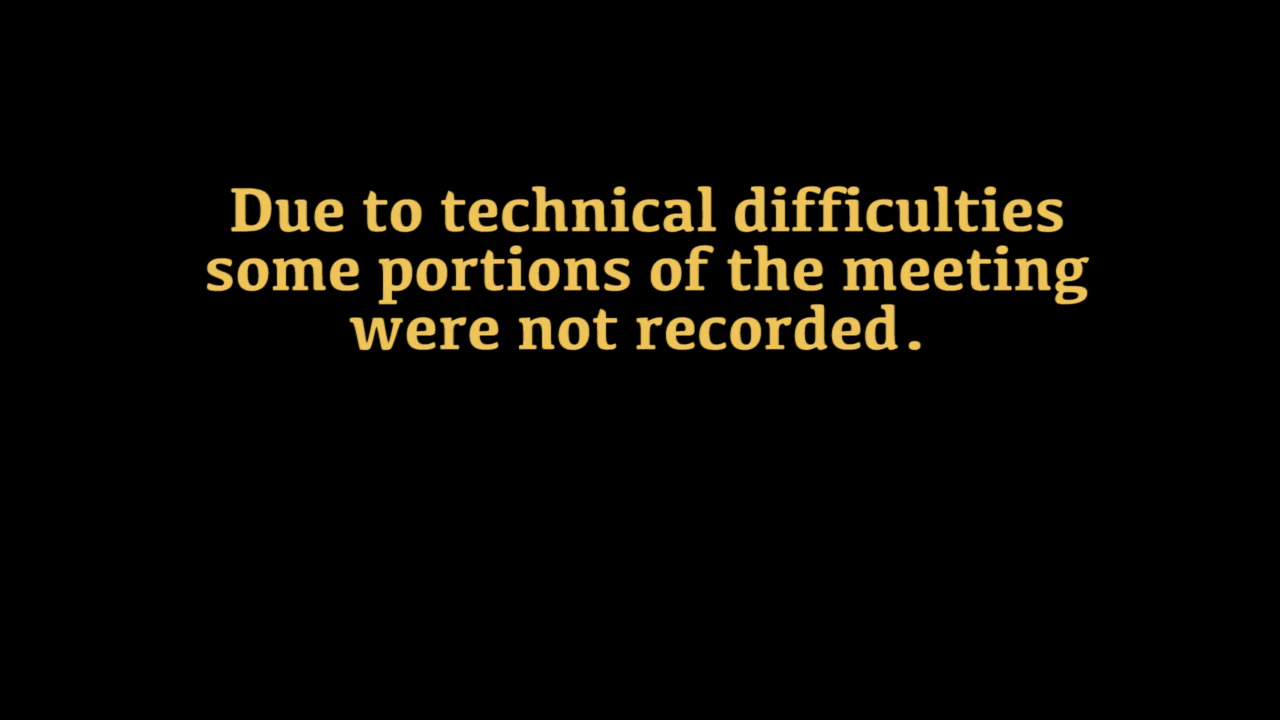 Due to technical difficulties
some portions of the meeting
were not recorded.